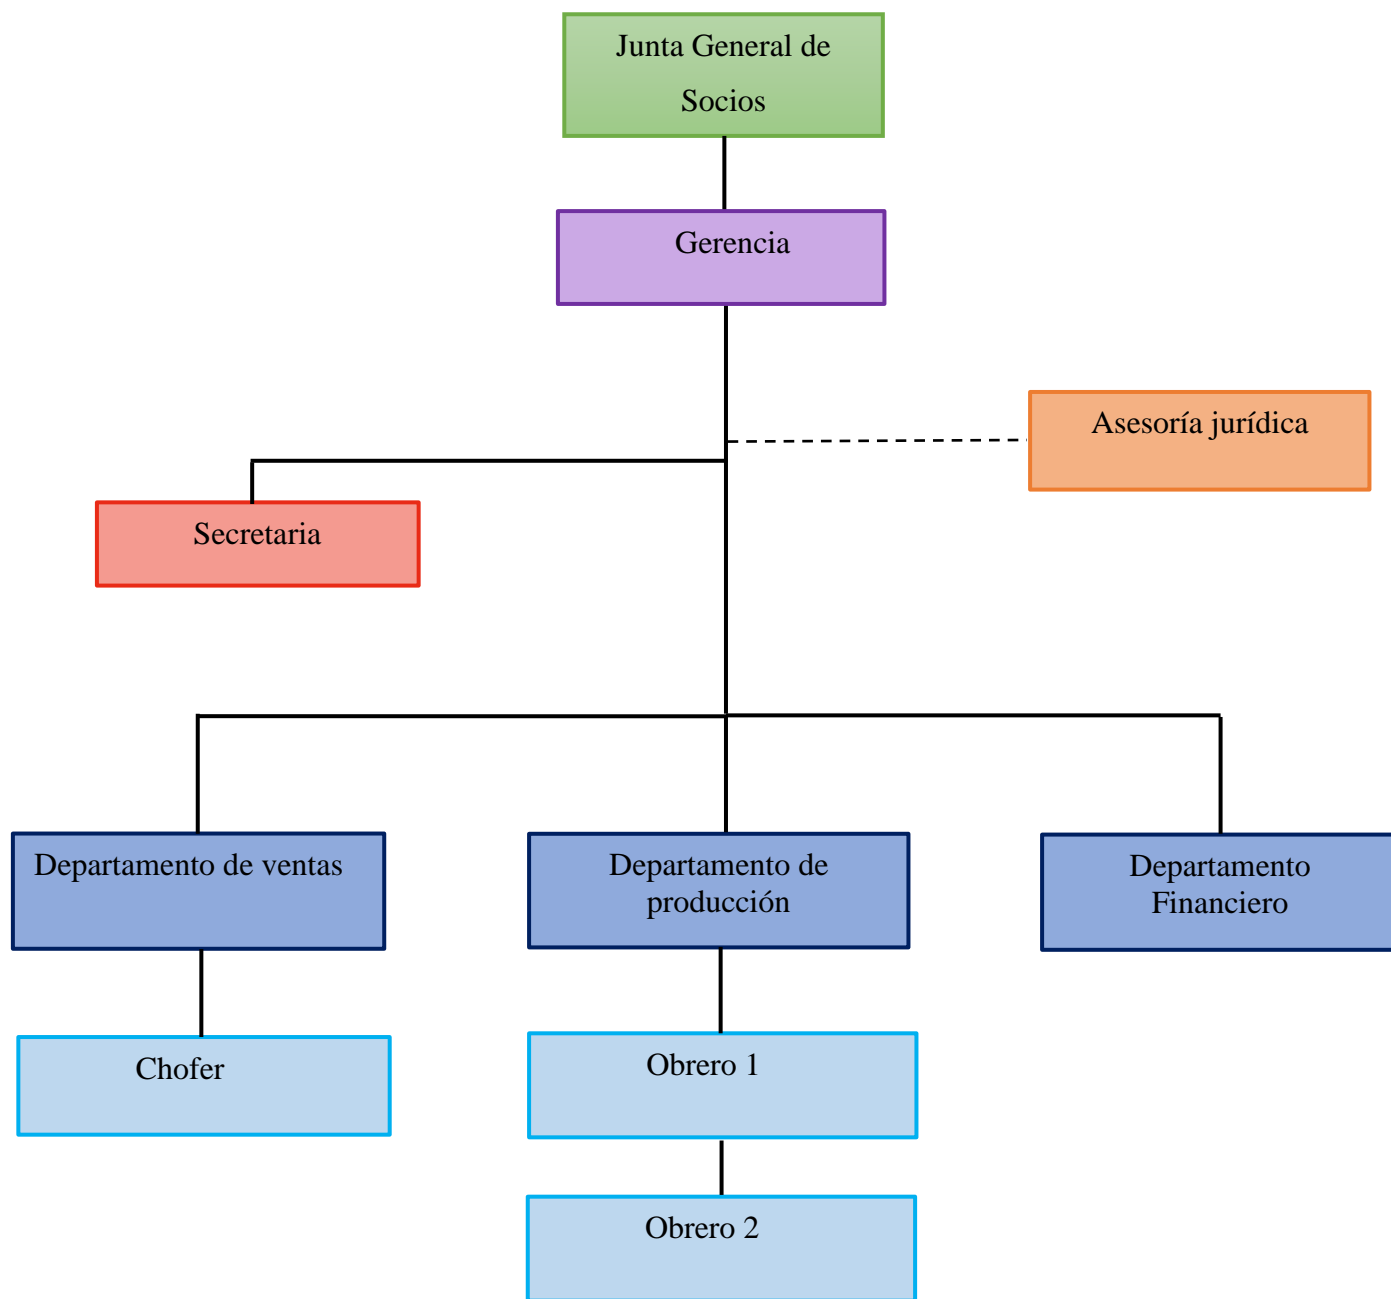 Junta General de
Socios
Gerencia
Asesoría jurídica
Secretaria
Departamento de ventas
Departamento de
producción
Departamento
Financiero
Chofer
Obrero 1
Obrero 2